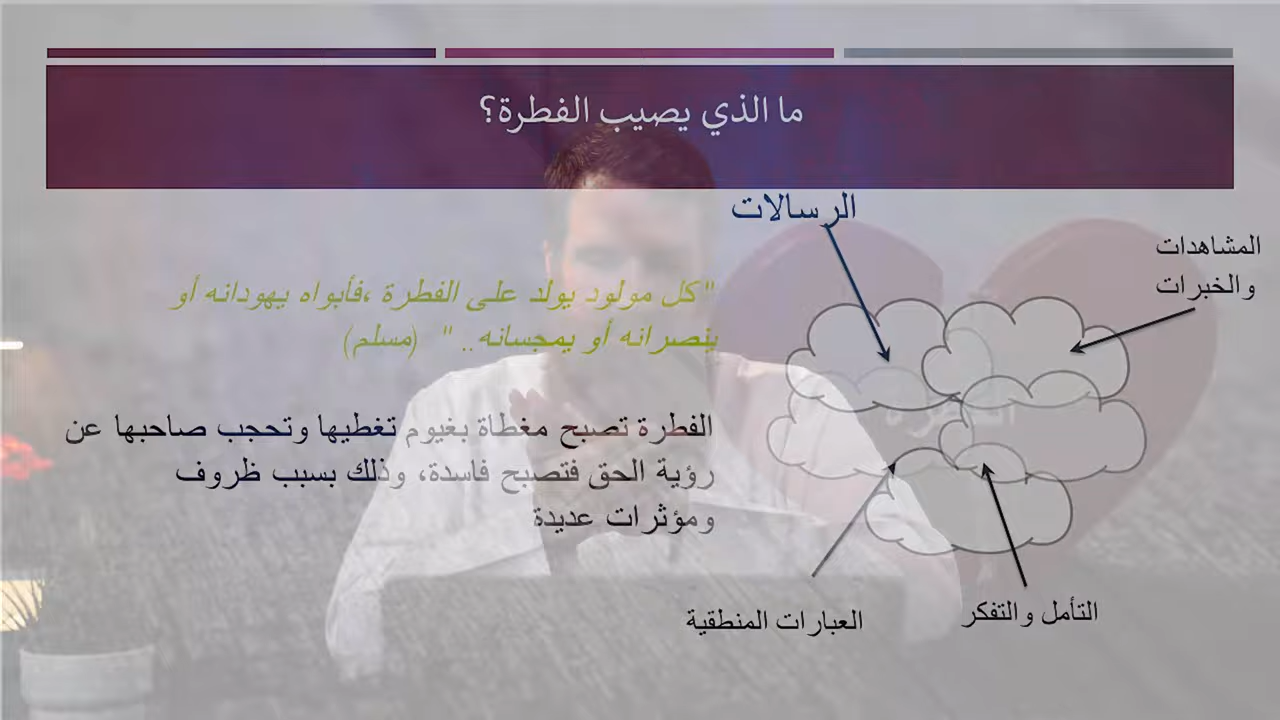 ما الذي يصيب الفطرة؟
الرسالات
المشاهدات
والخبرات
"كل مولود يولد على الفطرة ،فأبواه يهودانه أو
ينصرانه أو يمجسانه.. " (مسلم)
الفطرة
الفطرة تصبح مغطاة بغيوم تغطيها وتحجب صاحبها عن
رؤية الحق فتصبح فاسدة، وذلك بسبب ظروف
ومؤثرات عديدة
التأمل والتفكر
العبارات المنطقية